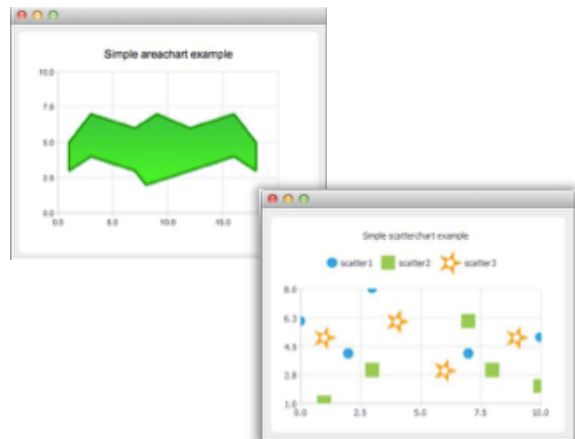 Simple areachart example
10.0
7.5
5.0
2.5
0.0
0.0 5.0 10.0 15.0
Simple scatterchart example
scatter1 scatter2 scatter3
8.0
6.3
4.5
2.8
1.0
0.0 2.5 5.0 7.5 10.0